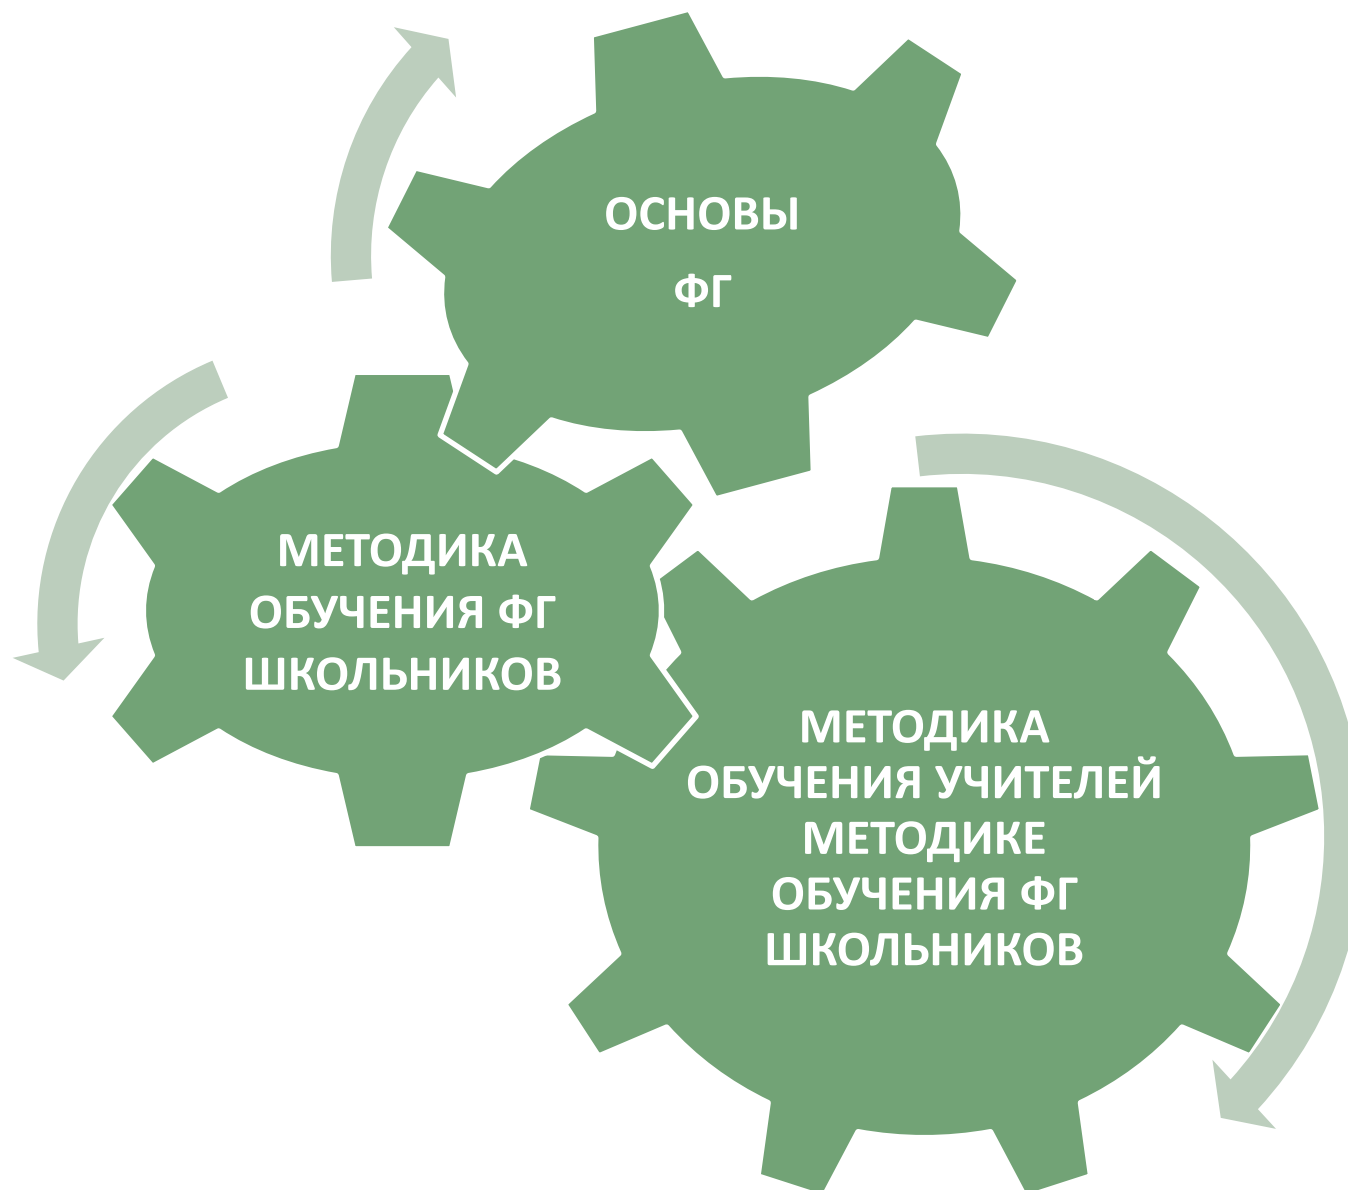 ОСНОВЫ
ФГ
МЕТОДИКА
ОБУЧЕНИЯ ФГ
ШКОЛЬНИКОВ
МЕТОДИКА
ОБУЧЕНИЯ УЧИТЕЛЕЙ
МЕТОДИКЕ
ОБУЧЕНИЯ ФГ
ШКОЛЬНИКОВ